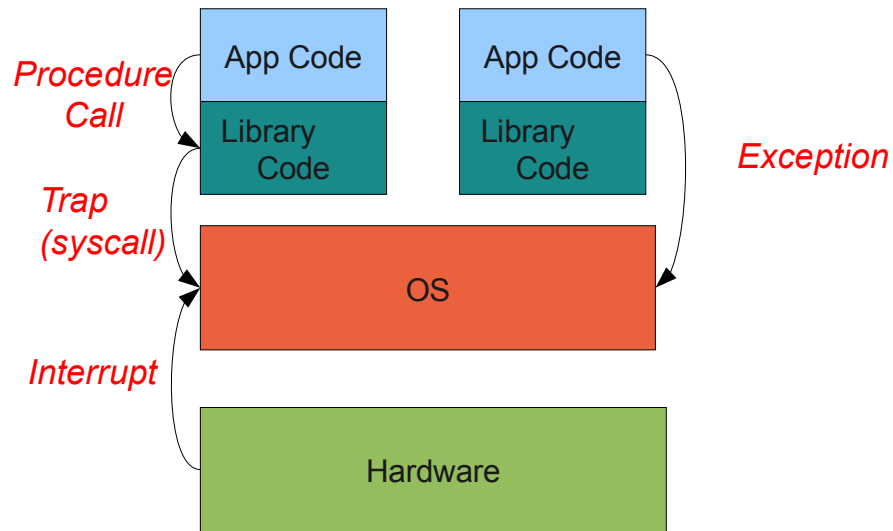 App Code
App Code
Procedure
Call
Library
Code
Library
Code
Exception
Trap
(syscall)
OS
Interrupt
Hardware